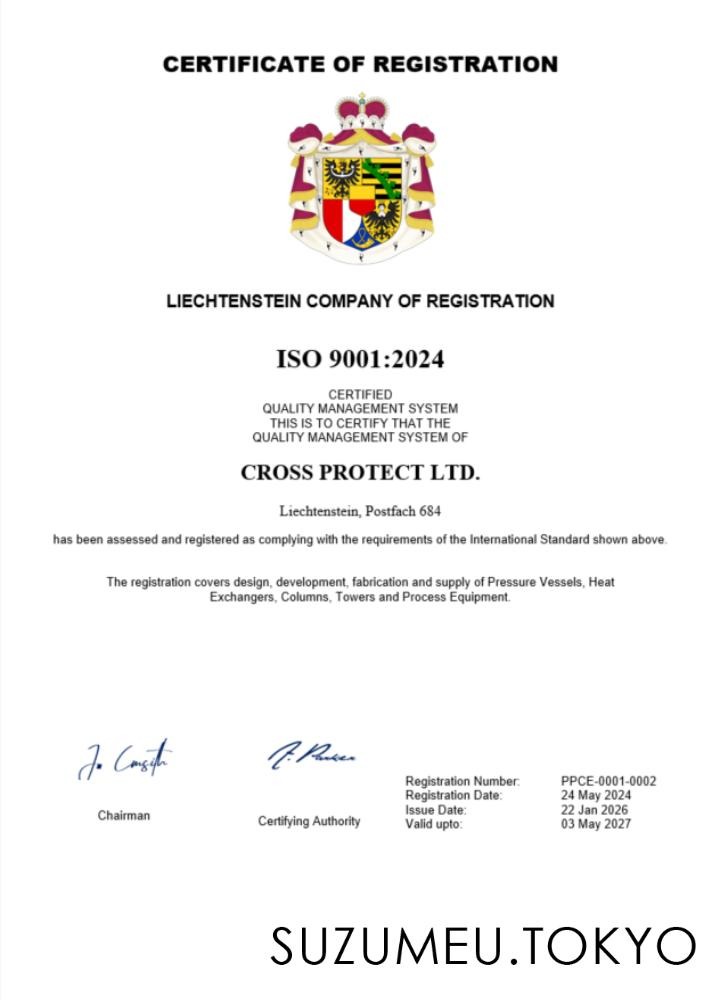 CERTIFICATE OF REGISTRATION
LIECHTENSTEIN COMPANY OF REGISTRATION
ISO 9001:2024
CERTIFIED
QUALITY MANAGEMENT SYSTEM
THIS IS TO CERTIFY THAT THE
QUALITY MANAGEMENT SYSTEM OF
CROSS PROTECT LTD.
Liechtenstein, Postfach 684
has been assessed and registered as complying with the requirements of the International Standard shown above.
The registration covers design, development, fabrication and supply of Pressure Vessels, Heat
Exchangers, Columns, Towers and Process Equipment.
Chairman
Certifying Authority
Registration Number: PPCE-0001-0002
Registration Date: 24 May 2024
Issue Date: 22 Jan 2026
Valid upto: 03 May 2027
SUZUMEU.TOKYO